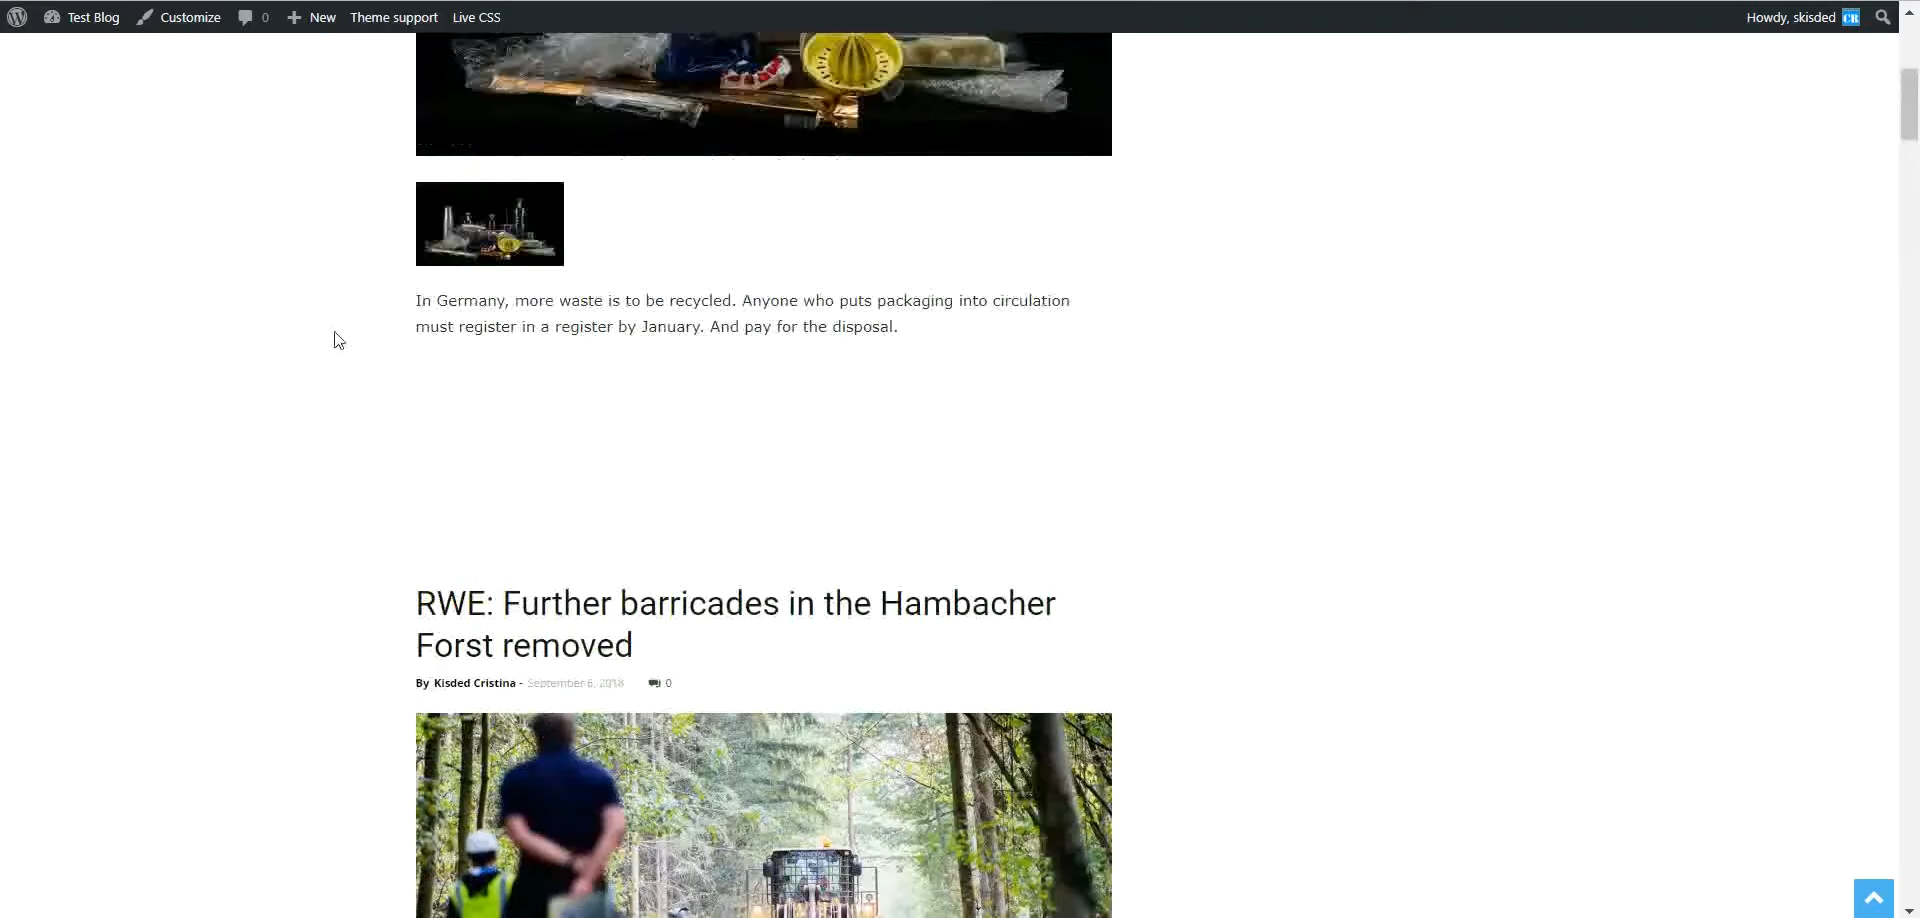 Test Blog Customize 0 New Theme support Live CSS Howdy, skisded CR
In Germany, more waste is to be recycled. Anyone who puts packaging into circulation
must register in a register by January. And pay for the disposal.
RWE: Further barricades in the Hambacher
Forst removed
By Kisded Cristina - September 6, 2018 0